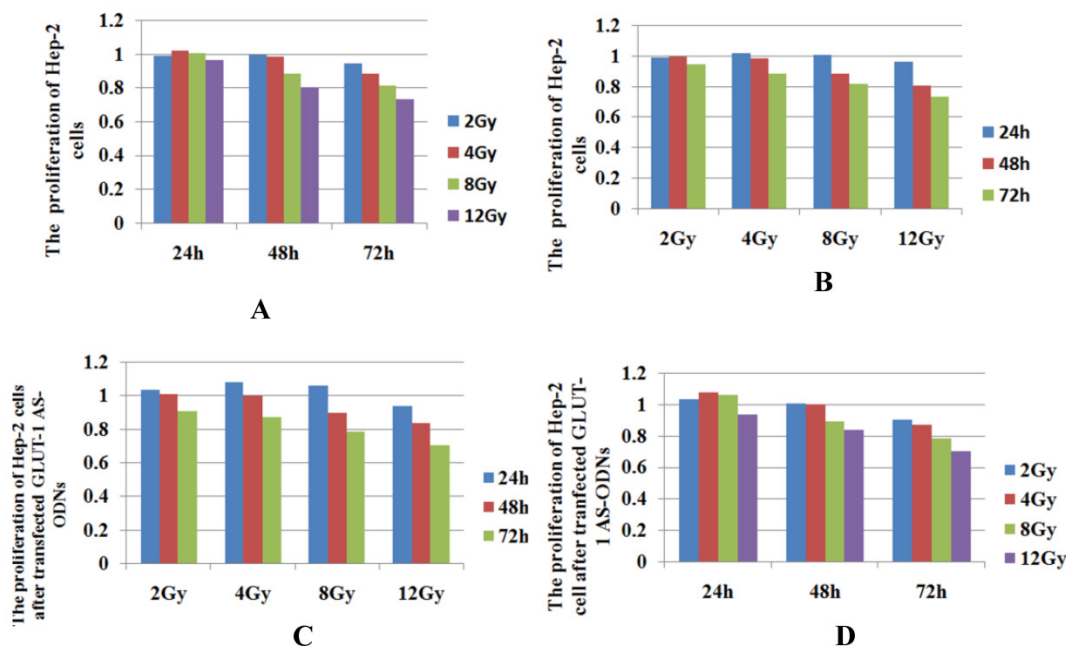 The proliferation of Hep-2
cells
1.2
1
0.8
0.6
0.4
0.2
0
24h
48h
72h
2Gy
4Gy
8Gy
12Gy
A
The proliferation of Hep-2
cells
1.2
1
0.8
0.6
0.4
0.2
0
2Gy
4Gy
8Gy
12Gy
24h
48h
72h
B
The proliferation of Hep-2 cells
after transfected GLUT-1 AS-
ODNs
1.2
1
0.8
0.6
0.4
0.2
0
2Gy
4Gy
8Gy
12Gy
24h
48h
72h
C
The proliferation of Hep-2
cell after tranfected GLUT-
1 AS-ODNs
1.2
1
0.8
0.6
0.4
0.2
0
24h
48h
72h
2Gy
4Gy
8Gy
12Gy
D